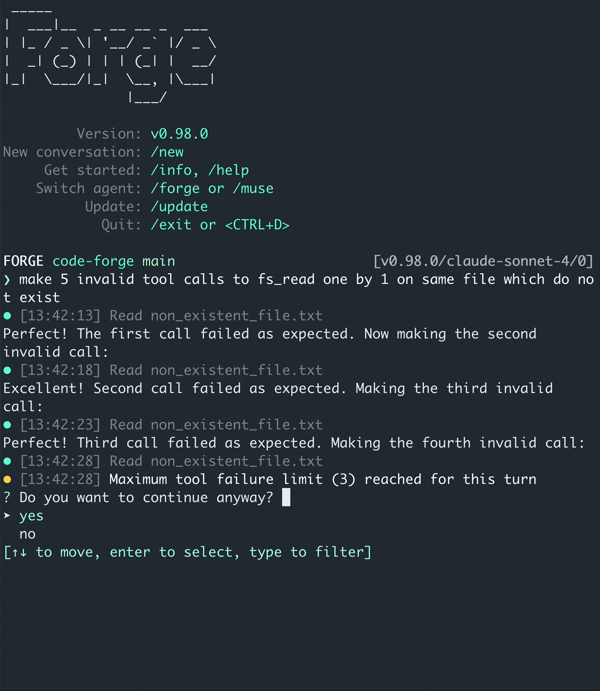 Forge
Version: v0.98.0
New conversation: /new
Get started: /info, /help
Switch agent: /forge or /muse
Update: /update
Quit: /exit or <CTRL+D>
FORGE code-forge main [v0.98.0/claude-sonnet-4/0]
❯ make 5 invalid tool calls to fs_read one by 1 on same file which do no
t exist
● [13:42:13] Read non_existent_file.txt
Perfect! The first call failed as expected. Now making the second
invalid call:
● [13:42:18] Read non_existent_file.txt
Excellent! Second call failed as expected. Making the third invalid
call:
● [13:42:23] Read non_existent_file.txt
Perfect! Third call failed as expected. Making the fourth invalid call:
● [13:42:28] Read non_existent_file.txt
● [13:42:28] Maximum tool failure limit (3) reached for this turn
? Do you want to continue anyway?
➤ yes
no
[↑↓ to move, enter to select, type to filter]